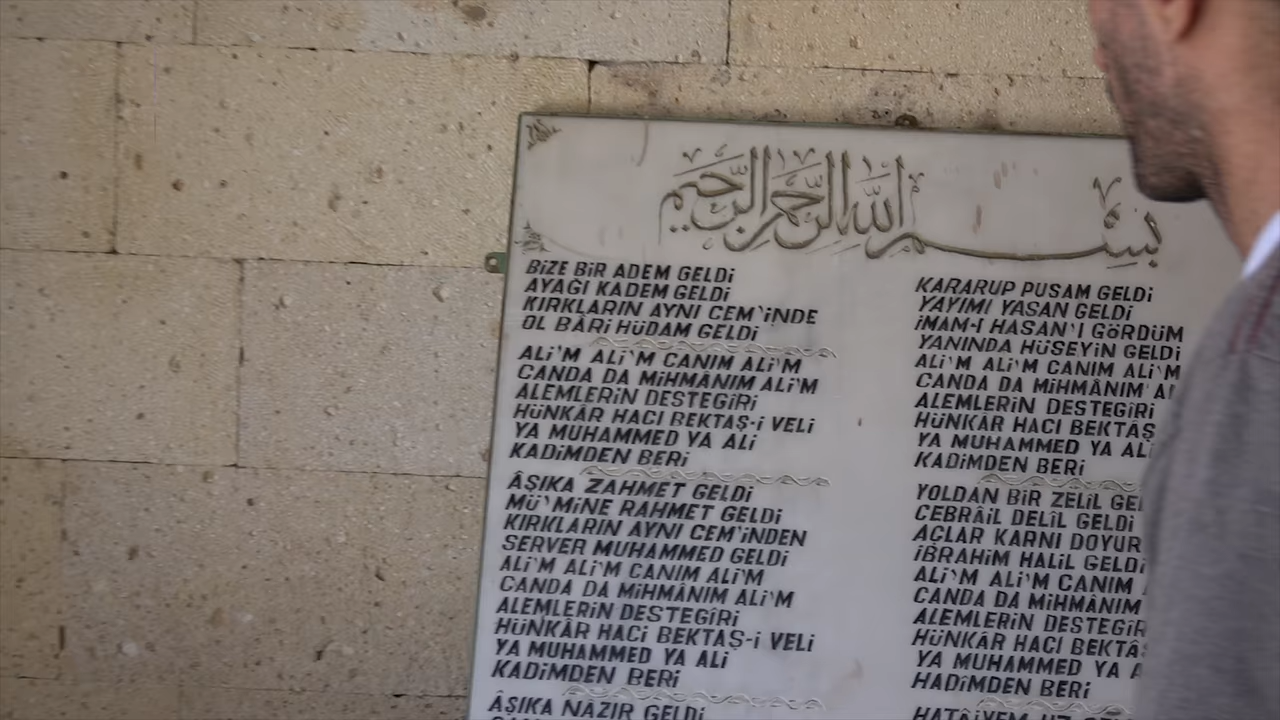 بسم الله الرحمن الرحيم
BİZE BİR ADEM GELDİ
AYAĞI KADEM GELDİ
KIRKLARIN AYNI CEM'İNDE
OL BÂRİ HÜDAM GELDİ
ALİ'M ALİ'M CANIM ALİ'M
CANDA DA MİHMÂNIM ALİ'M
ALEMLERİN DESTEGİRİ
HÜNKÂR HACI BEKTAŞ-İ VELİ
YA MUHAMMED YA ALİ
KADİMDEN BERİ
ÂŞIKA ZAHMET GELDİ
MÜ'MİNE RAHMET GELDİ
KIRKLARIN AYNI CEM'İNDEN
SERVER MUHAMMED GELDİ
ALİ'M ALİ'M CANIM ALİ'M
CANDA DA MİHMÂNIM ALİ'M
ALEMLERİN DESTEGİRİ
HÜNKÂR HACİ BEKTAŞ-İ VELİ
YA MUHAMMED YA ALİ
KADİMDEN BERİ
ÂŞIKA NÂZIR GELDİ
KARARUP PUSAM GELDİ
YAYIMI YASAN GELDİ
İMAM-I HASAN'I GÖRDÜM
YANINDA HÜSEYİN GELDİ
ALİ'M ALİ'M CANIM ALİ'M
CANDA DA MİHMÂNIM
ALEMLERİN DESTEGİRİ
HÜNKÂR HACI BEKTÂŞ
YA MUHAMMED YA ALİ
KADİMDEN BERİ
YOLDAN BİR ZELİL
CEBRÂİL DELİL GELDİ
AÇLAR KARNI DOYUR
İBRAHİM HALİL GELDİ
ALİ'M ALİ'M CANIM
CANDA DA MİHMÂNIM
ALEMLERİN DESTEGİR
HÜNKÂR HACI BEKTÂŞ
YA MUHAMMED YA
HADİMDEN BERİ
HATÂİYEM